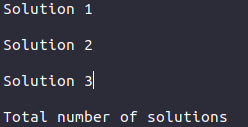 Solution 1
Solution 2
Solution 3
Total number of solutions